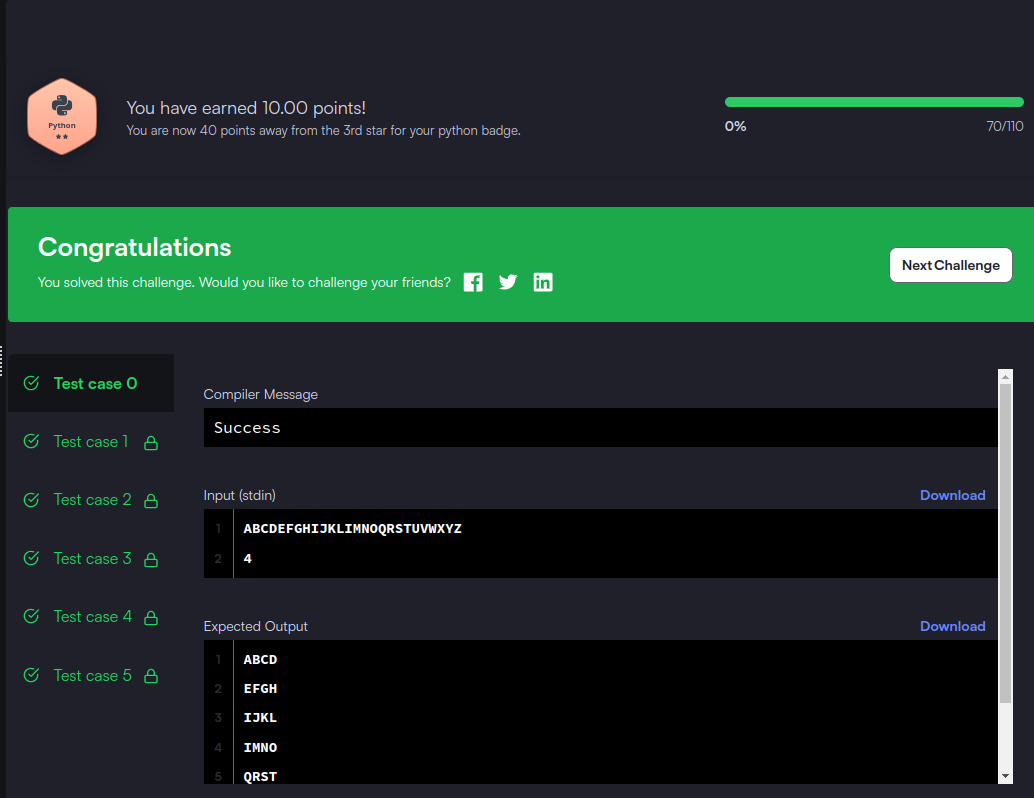 Python
★★
You have earned 10.00 points!
You are now 40 points away from the 3rd star for your python badge.
0% 70/110
Congratulations
You solved this challenge. Would you like to challenge your friends?
Next Challenge
Test case 0
Test case 1
Test case 2
Test case 3
Test case 4
Test case 5
Compiler Message
Success
Input (stdin) Download
1 ABCDEFGHIJKLIMNOQRSTUVWXYZ
2 4
Expected Output Download
1 ABCD
2 EFGH
3 IJKL
4 IMNO
5 QRST